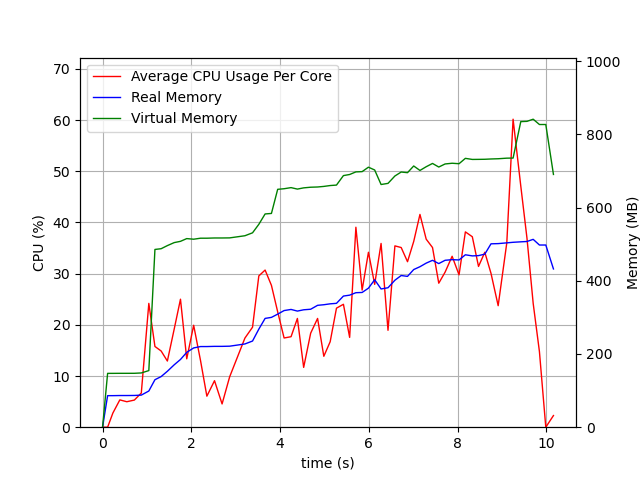 Average CPU Usage Per Core
Real Memory
Virtual Memory
CPU (%)
70
60
50
40
30
20
10
0
Memory (MB)
1000
800
600
400
200
0
0 2 4 6 8 10
time (s)